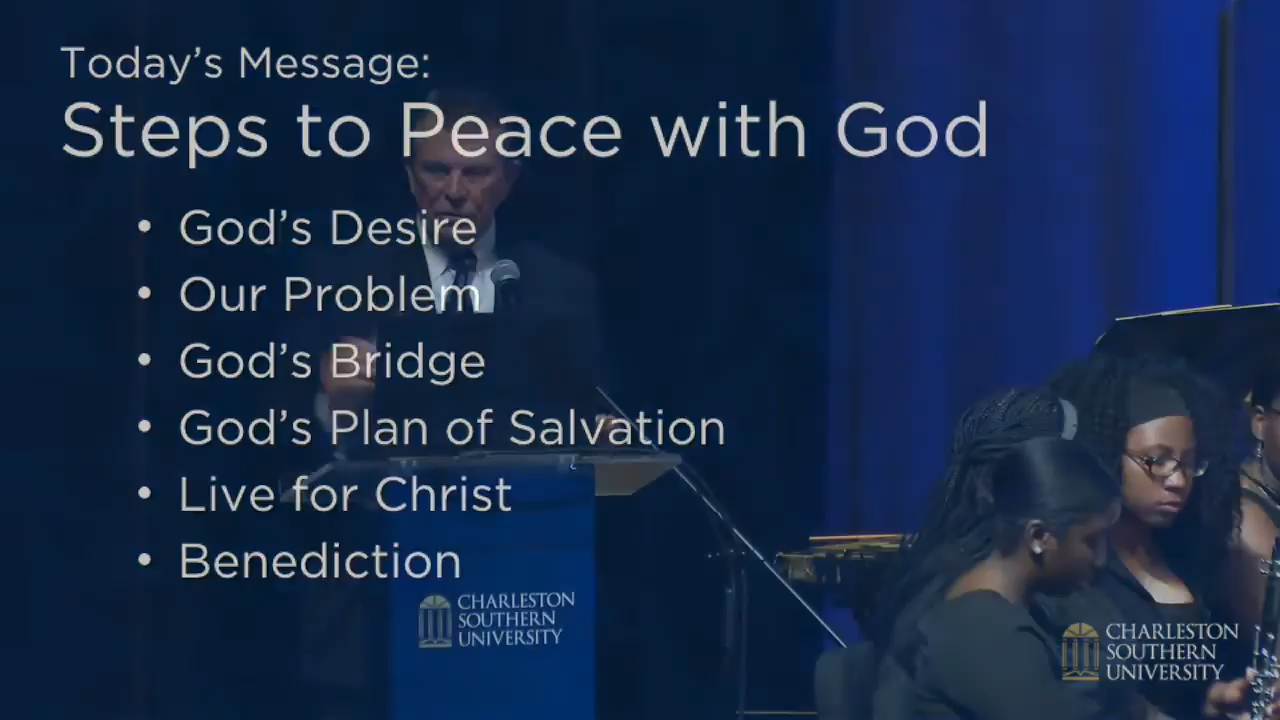 Today's Message:
Steps to Peace with God
• God's Desire
• Our Problem
• God's Bridge
• God's Plan of Salvation
• Live for Christ
• Benediction
CHARLESTON
SOUTHERN
UNIVERSITY
CHARLESTON
SOUTHERN
UNIVERSITY